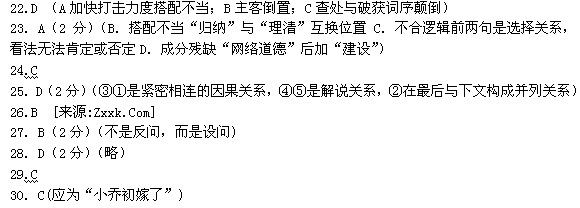 22.D （A加快打击力度搭配不当；B主客倒置；C查处与破获词序颠倒）
23. A（2 分）（B. 搭配不当“归纳”与“理清”互换位置 C. 不合逻辑前两句是选择关系，
看法无法肯定或否定 D. 成分残缺“网络道德”后加“建设”）
24.C
25. D（2 分）（③①是紧密相连的因果关系，④⑤是解说关系，②在最后与下文构成并列关系）
26.B [来源:Zxxk.Com]
27. B（2分）（不是反问，而是设问）
28. D（2 分）（略）
29.C
30. C(应为“小乔初嫁了”)